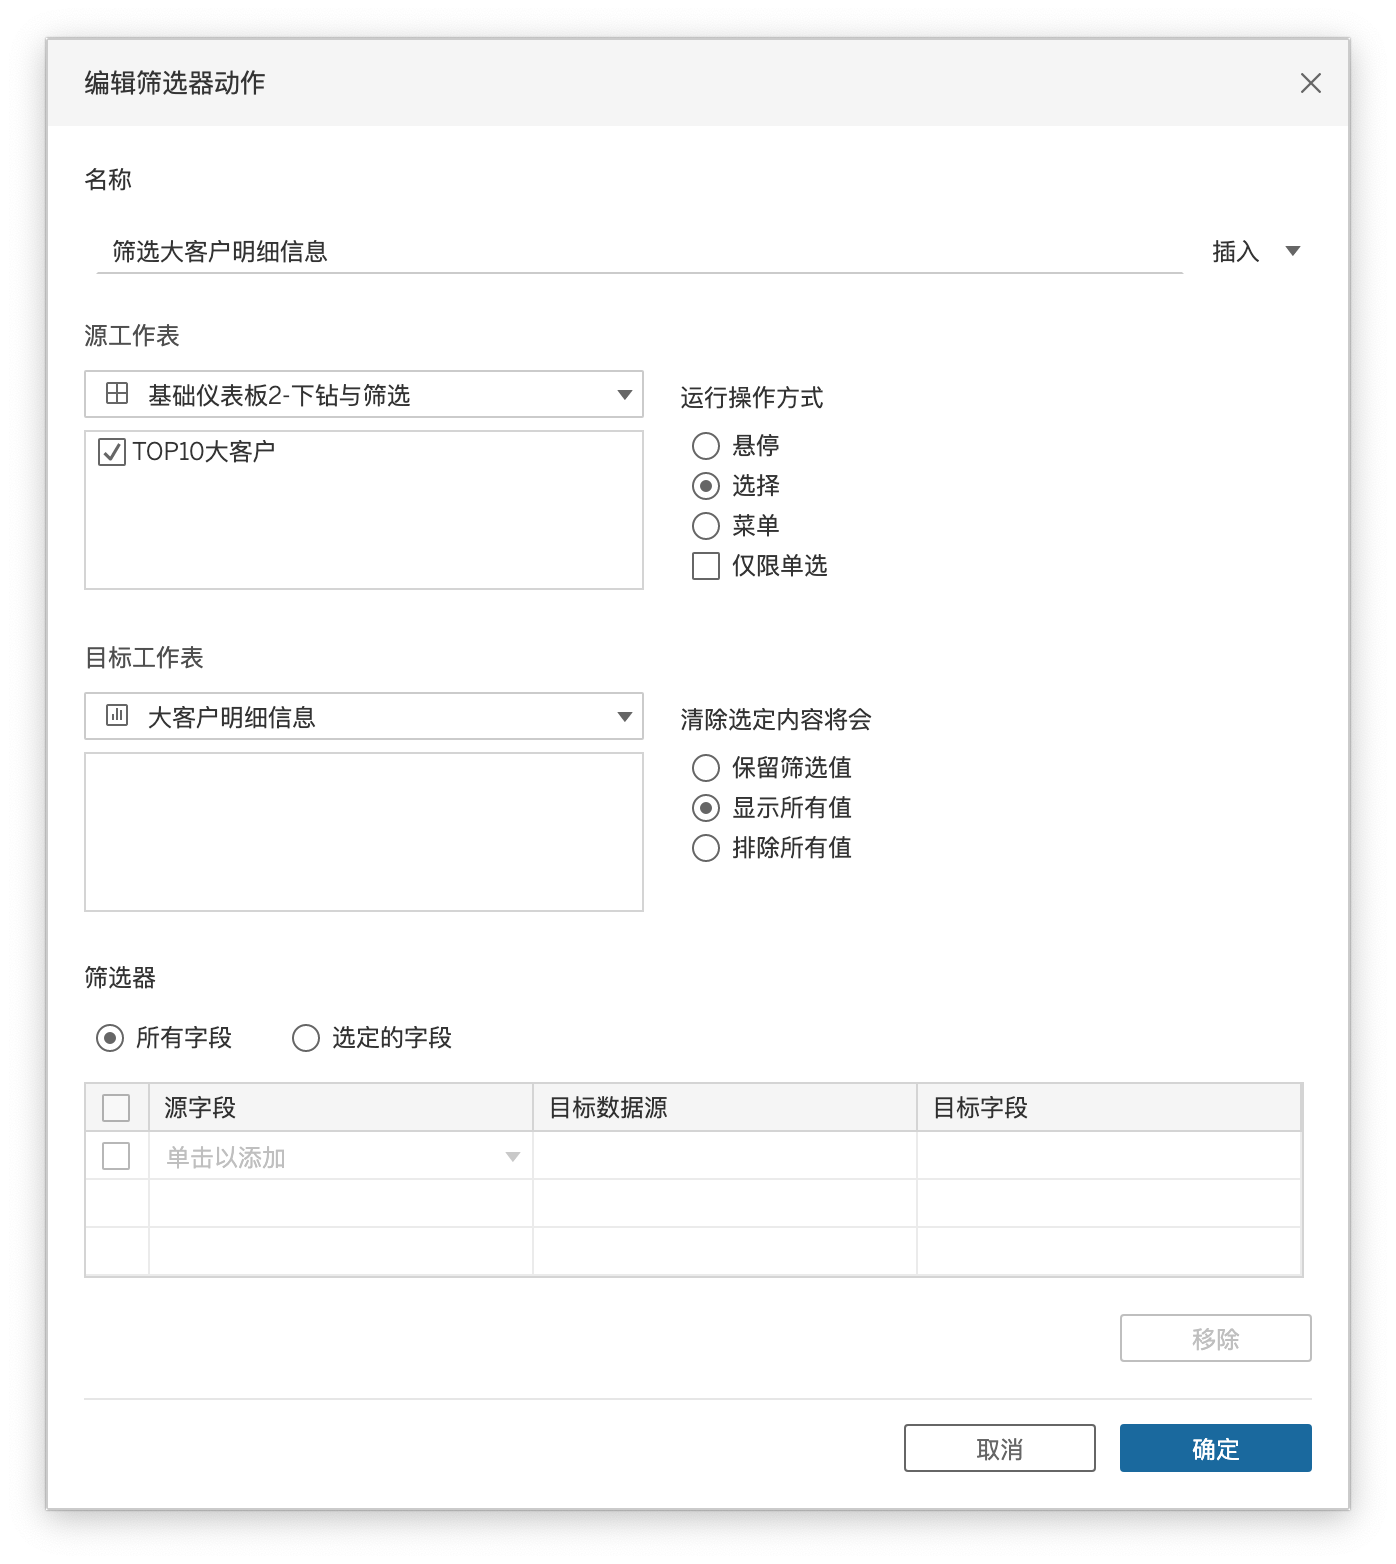 编辑筛选器动作
名称
筛选大客户明细信息
插入
源工作表
基础仪表板2-下钻与筛选
TOP10大客户
运行操作方式
悬停
选择
菜单
仅限单选
目标工作表
大客户明细信息
清除选定内容将会
保留筛选值
显示所有值
排除所有值
筛选器
所有字段 选定的字段
源字段 目标数据源 目标字段
单击以添加
移除
取消 确定